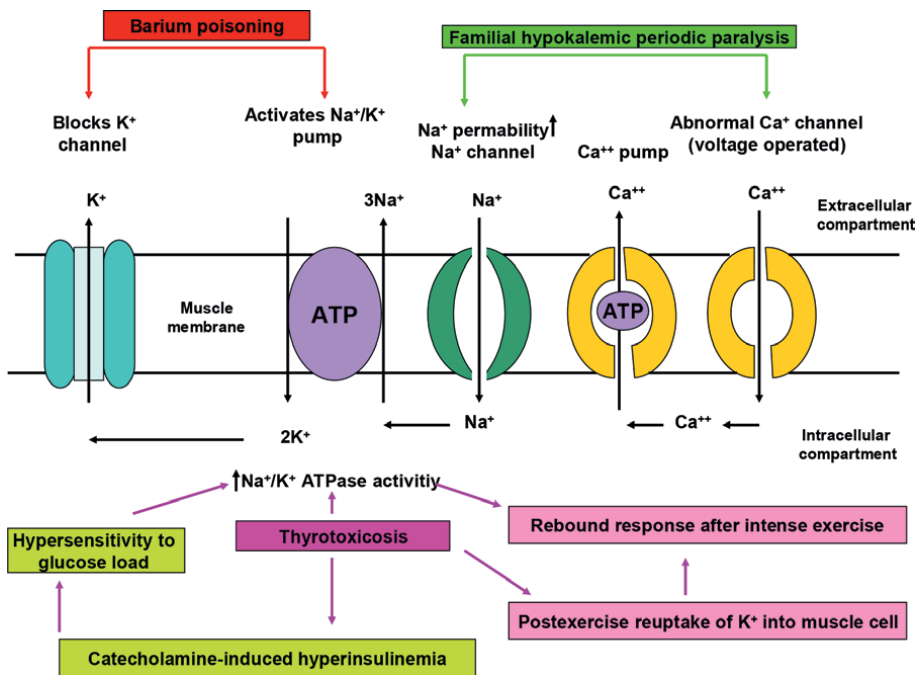 Barium poisoning
Familial hypokalemic periodic paralysis
Blocks K⁺
channel
Activates Na⁺/K⁺
pump
Na⁺ permability
Na⁺ channel
Ca⁺⁺ pump
Abnormal Ca⁺ channel
(voltage operated)
K⁺
3Na⁺
Na⁺
Ca⁺⁺
Ca⁺⁺
Extracellular
compartment
Muscle
membrane
ATP
ATP
2K⁺
Na⁺
Ca⁺⁺
Intracellular
compartment
Na⁺/K⁺ ATPase activitiy
Hypersensitivity to
glucose load
Thyrotoxicosis
Rebound response after intense exercise
Postexercise reuptake of K⁺ into muscle cell
Catecholamine-induced hyperinsulinemia